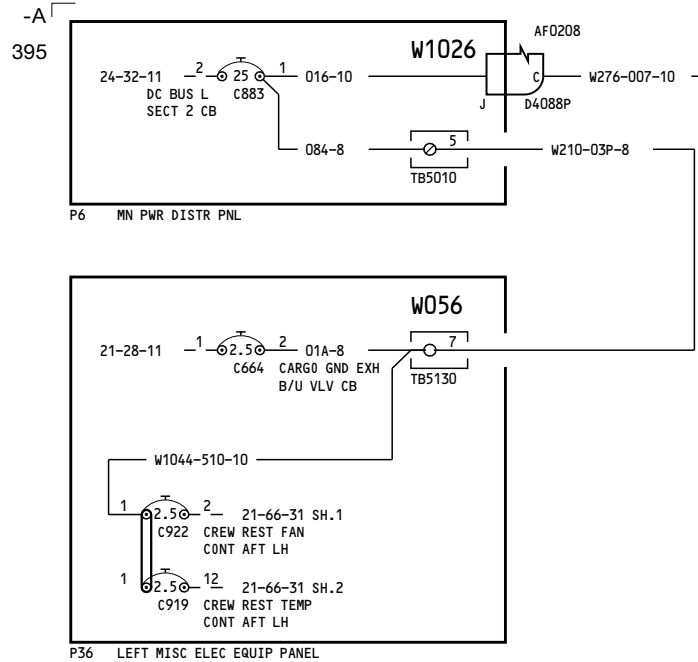 -A
395
W1026
AF0208
24-32-11 2 25 1 016-10 C W276-007-10
DC BUS L C883 J D4088P
SECT 2 CB
084-8 5 W210-03P-8
TB5010
P6 MN PWR DISTR PNL
W056
21-28-11 1 2.5 2 01A-8 7
C664 CARGO GND EXH TB5130
B/U VLV CB
W1044-510-10
1 2.5 2 21-66-31 SH.1
C922 CREW REST FAN
CONT AFT LH
1 2.5 12 21-66-31 SH.2
C919 CREW REST TEMP
CONT AFT LH
P36 LEFT MISC ELEC EQUIP PANEL